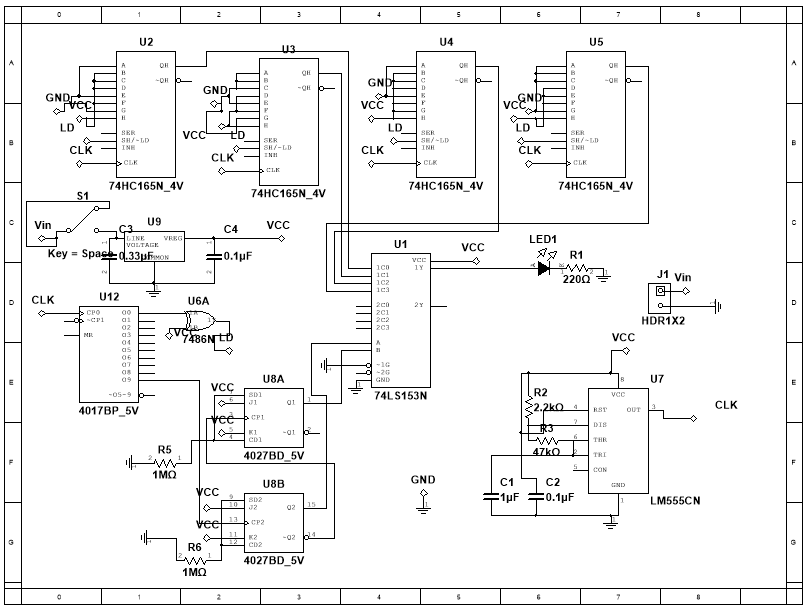 0 1 2 3 4 5 6 7 8
A
B
C
D
E
F
G
U2
A
B
C
D
E
F
G
H
SER
SH/~LD
INH
CLK
QH
~QH
GND
VCC
LD
CLK
74HC165N_4V
U3
A
B
C
D
E
F
G
H
SER
SH/~LD
INH
CLK
QH
~QH
GND
VCC
LD
CLK
74HC165N_4V
U4
A
B
C
D
E
F
G
H
SER
SH/~LD
INH
CLK
QH
~QH
GND
VCC
LD
CLK
74HC165N_4V
U5
A
B
C
D
E
F
G
H
SER
SH/~LD
INH
CLK
QH
~QH
GND
VCC
LD
CLK
74HC165N_4V
S1
Vin
Key = Space
C3
0.33µF
U9
LINE VREG
VOLTAGE
COMMON
C4
0.1µF
VCC
U1
VCC
1C0 1Y
1C1
1C2
1C3
2C0 2Y
2C1
2C2
2C3
A
B
~1G
~2G
GND
74LS153N
VCC
LED1
R1
220Ω
J1
Vin
HDR1X2
CLK
U12
CP0 O0
~CP1 O1
O2
MR O3
O4
O5
O6
O7
O8
O9
~O5-9
4017BP_5V
U6A
VCC
LD
7486N
VCC
VCC
U8A
SD1
J1 Q1
CP1
K1 ~Q1
CD1
4027BD_5V
R5
1MΩ
VCC
VCC
U8B
SD2
J2 Q2
CP2
K2 ~Q2
CD2
4027BD_5V
R6
1MΩ
GND
VCC
R2
2.2kΩ
R3
47kΩ
C1
1µF
C2
0.1µF
U7
VCC
RST OUT
DIS
THR
TRI
CON
GND
LM555CN
CLK
A
B
C
D
E
F
G
0 1 2 3 4 5 6 7 8